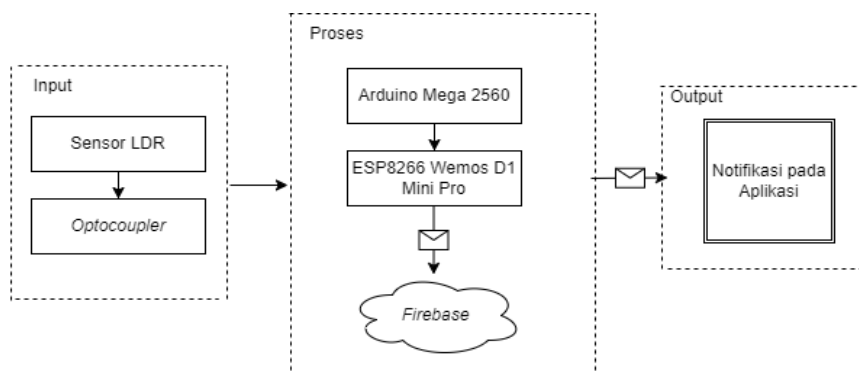 Input
Sensor LDR
Optocoupler
Proses
Arduino Mega 2560
ESP8266 Wemos D1
Mini Pro
Firebase
Output
Notifikasi pada
Aplikasi